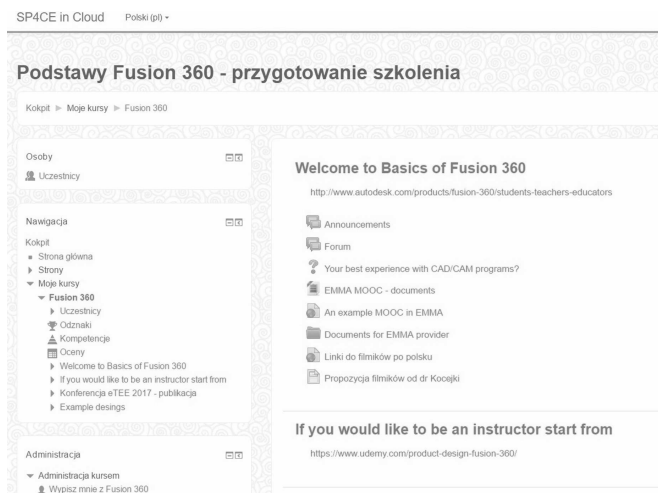 SP4CE in Cloud Polski (pl)
Podstawy Fusion 360 - przygotowanie szkolenia
Kokpit Moje kursy Fusion 360
Osoby
Uczestnicy
Nawigacja
Kokpit
Strona główna
Strony
Moje kursy
Fusion 360
Uczestnicy
Odznaki
Kompetencje
Oceny
Welcome to Basics of Fusion 360
If you would like to be an instructor start from
Konferencja eTEE 2017 - publikacja
Example desings
Administracja
Administracja kursem
Wypisz mnie z Fusion 360
Welcome to Basics of Fusion 360
http://www.autodesk.com/products/fusion-360/students-teachers-educators
Announcements
Forum
Your best experience with CAD/CAM programs?
EMMA MOOC - documents
An example MOOC in EMMA
Documents for EMMA provider
Linki do filmików po polsku
Propozycja filmików od dr Kocejki
If you would like to be an instructor start from
https://www.udemy.com/product-design-fusion-360/